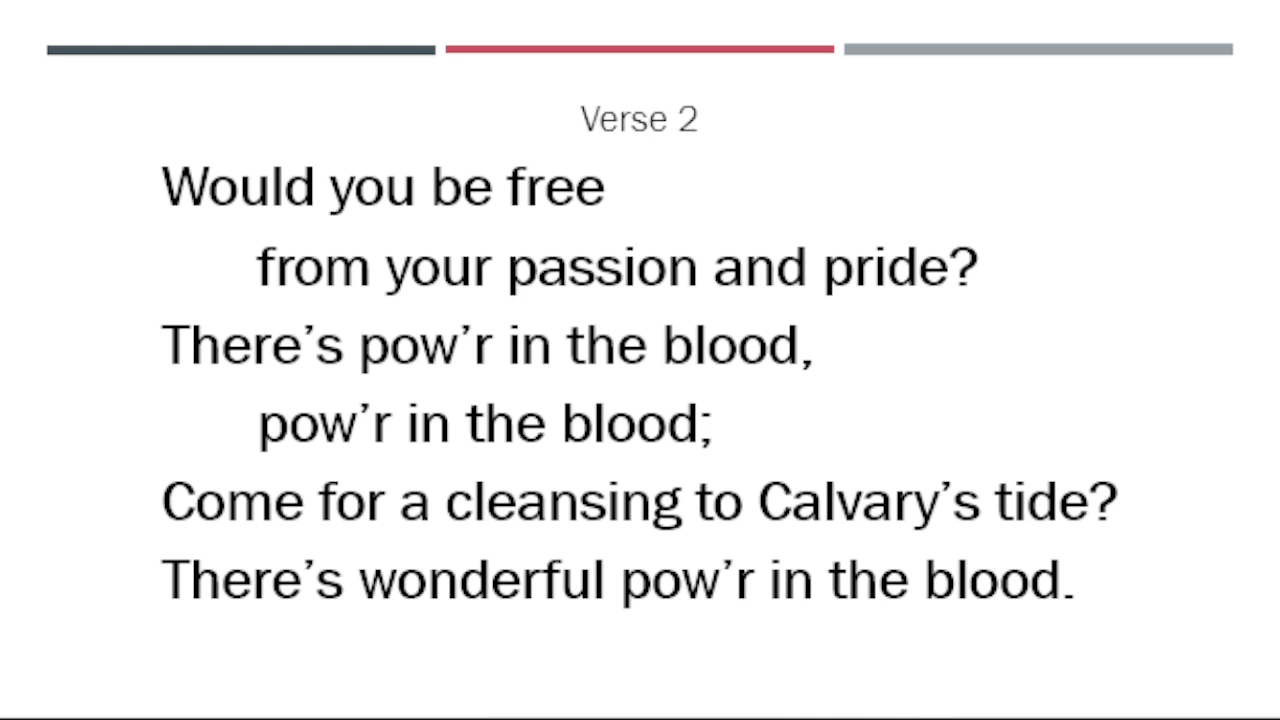 Verse 2
Would you be free
from your passion and pride?
There’s pow’r in the blood,
pow’r in the blood;
Come for a cleansing to Calvary’s tide?
There’s wonderful pow’r in the blood.